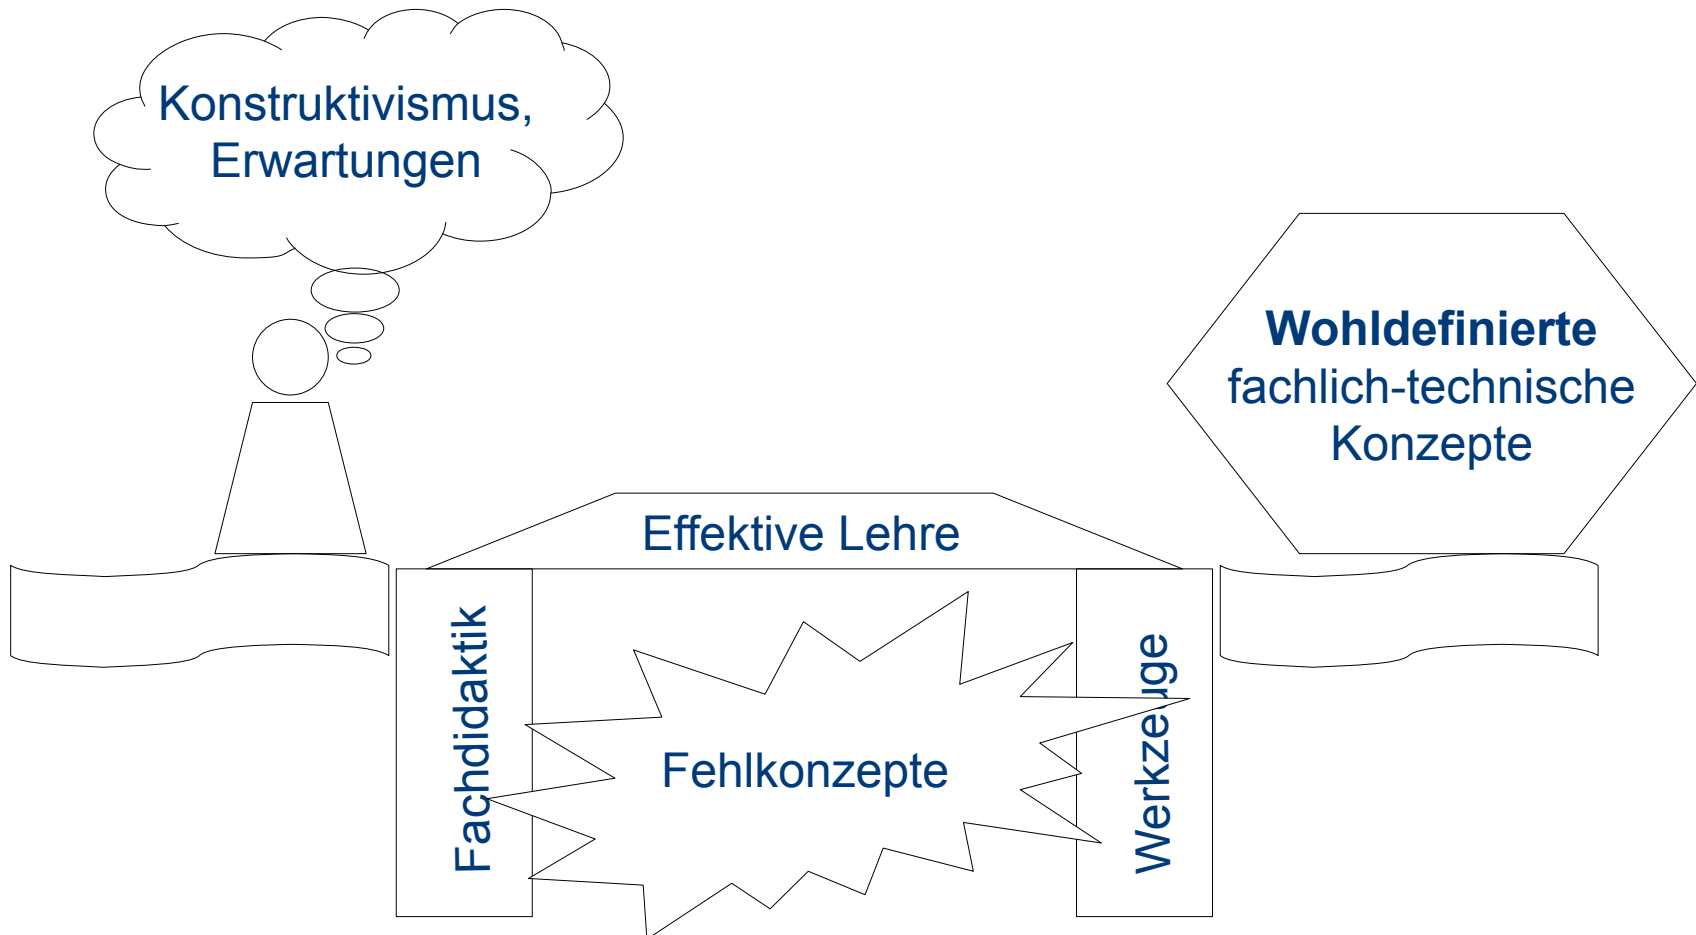 Konstruktivismus,
Erwartungen
Wohldefinierte
fachlich-technische
Konzepte
Effektive Lehre
Fachdidaktik
Fehlkonzepte
Werkzeuge